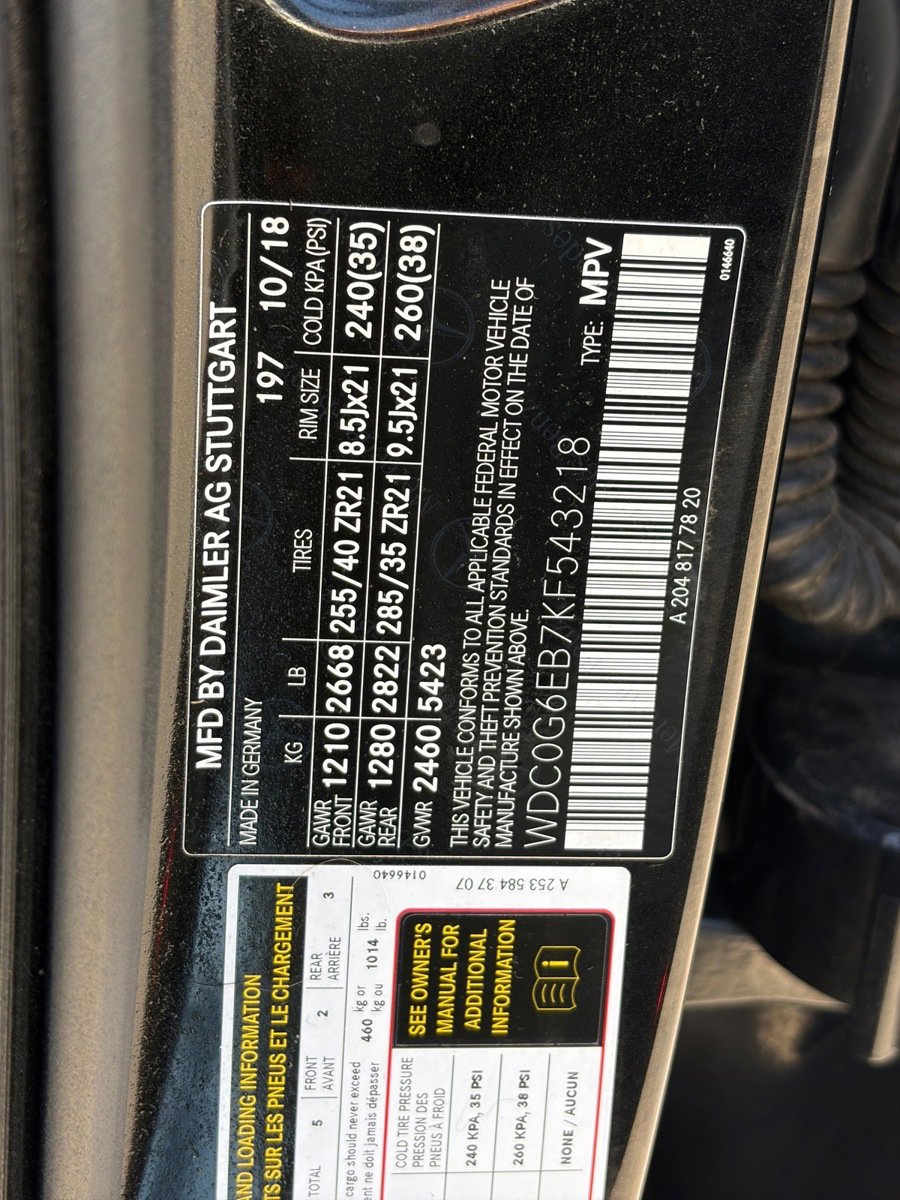 MFD BY DAIMLER AG STUTTGART
MADE IN GERMANY 197 10/18
KG LB TIRES RIM SIZE COLD KPA(PSI)
GAWR FRONT 1210 2668 255/40 ZR21 8.5Jx21 240(35)
GAWR REAR 1280 2822 285/35 ZR21 9.5Jx21 260(38)
GVWR 2460 5423
THIS VEHICLE CONFORMS TO ALL APPLICABLE FEDERAL MOTOR VEHICLE
SAFETY AND THEFT PREVENTION STANDARDS IN EFFECT ON THE DATE OF
MANUFACTURE SHOWN ABOVE.
WDC0G6EB7KF543218 TYPE: MPV
A 204 817 78 20
0146640
AND LOADING INFORMATION
TS SUR LES PNEUS ET LE CHARGEMENT
TOTAL 5 FRONT AVANT 2 REAR ARRIÈRE 3
cargo should never exceed 460 kg or 1014 lbs.
ent ne doit jamais dépasser kg ou lb.
COLD TIRE PRESSURE
PRESSION DES
PNEUS À FROID
240 KPA, 35 PSI
260 KPA, 38 PSI
NONE / AUCUN
SEE OWNER'S
MANUAL FOR
ADDITIONAL
INFORMATION
0146640
A 253 584 37 07